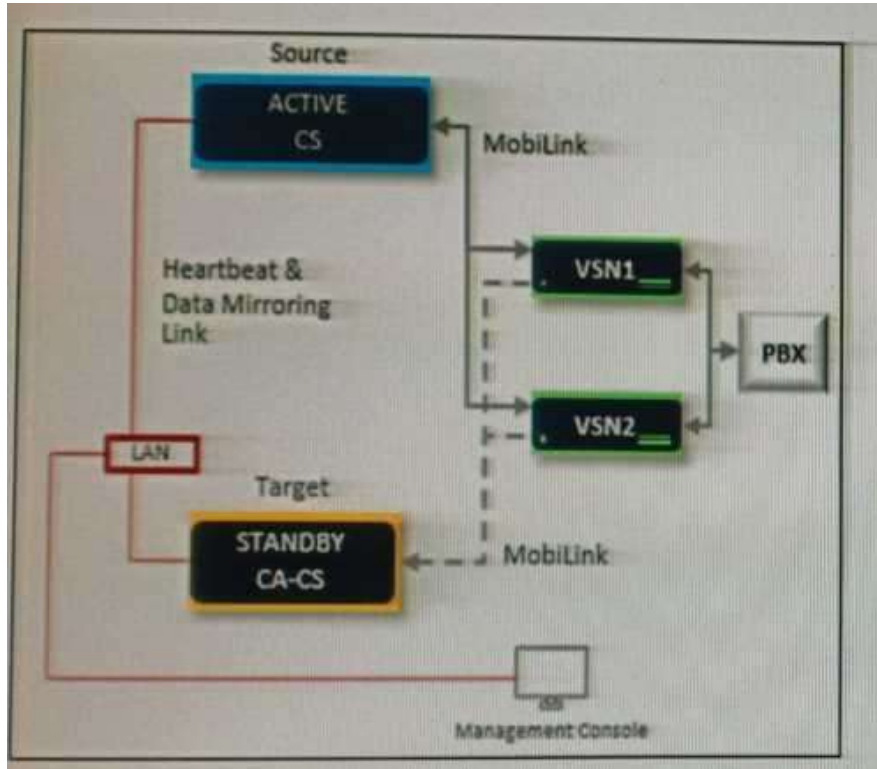 Source
ACTIVE
CS
MobiLink
Heartbeat &
Data Mirroring
Link
VSN1
PBX
VSN2
LAN
Target
STANDBY
CA-CS
MobiLink
Management Console